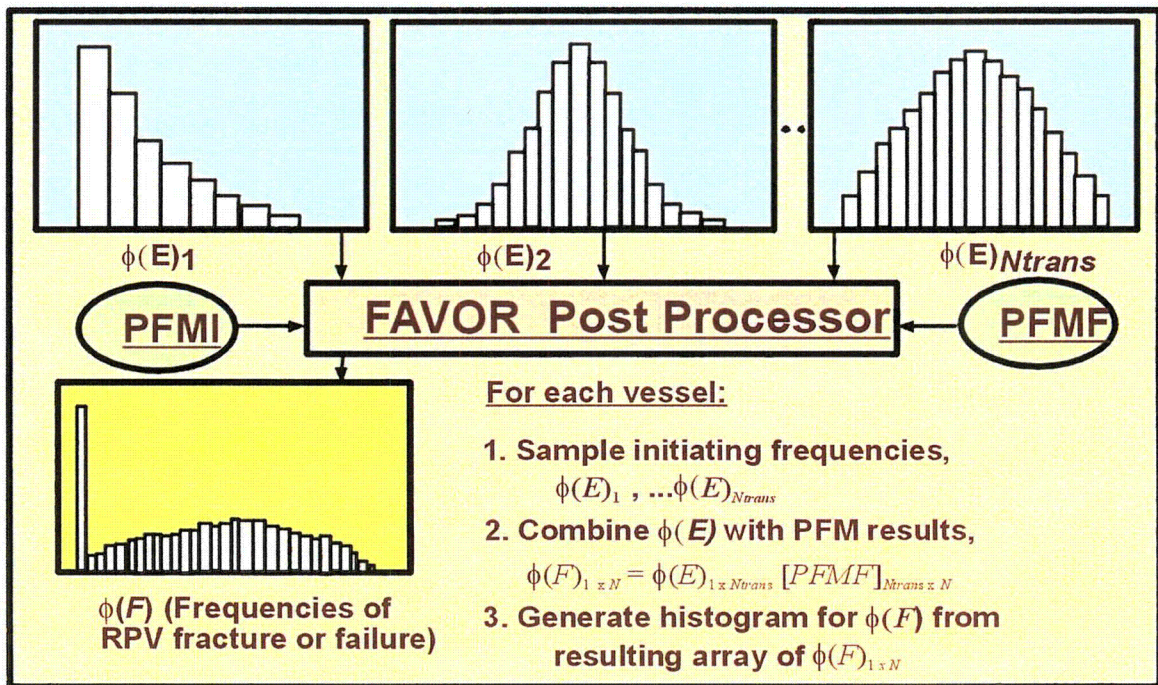 ϕ(E)1
ϕ(E)2
..
ϕ(E)Ntrans
PFMI
FAVOR Post Processor
PFMF
ϕ(F) (Frequencies of
RPV fracture or failure)
For each vessel:
1. Sample initiating frequencies,
ϕ(E)1 , ...ϕ(E)Ntrans
2. Combine ϕ(E) with PFM results,
ϕ(F)1 x N = ϕ(E)1 x Ntrans [PFMF]Ntrans x N
3. Generate histogram for ϕ(F) from
resulting array of ϕ(F)1 x N